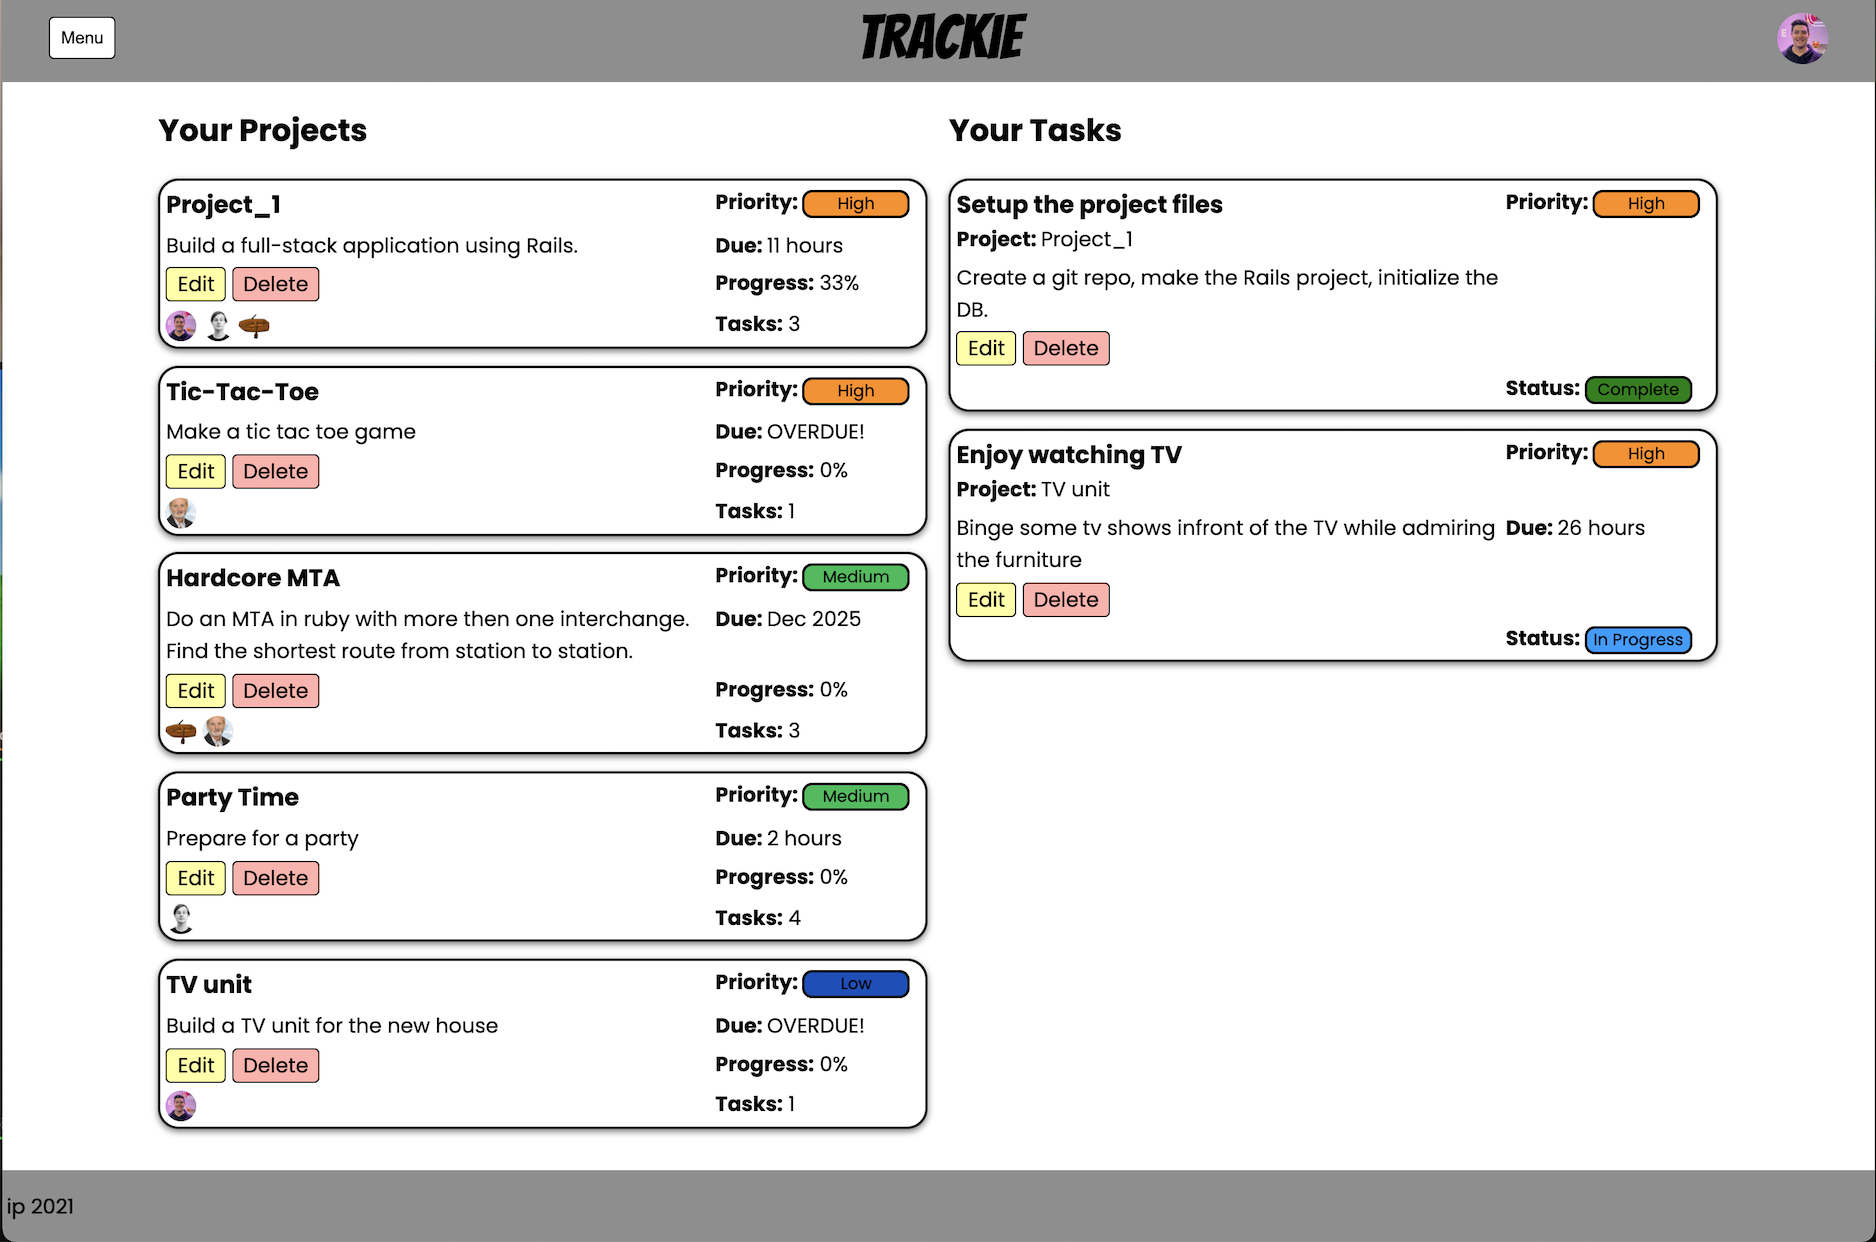 Menu
TRACKIE
Your Projects
Project_1
Priority: High
Build a full-stack application using Rails.
Due: 11 hours
Edit Delete
Progress: 33%
Tasks: 3
Tic-Tac-Toe
Priority: High
Make a tic tac toe game
Due: OVERDUE!
Edit Delete
Progress: 0%
Tasks: 1
Hardcore MTA
Priority: Medium
Do an MTA in ruby with more then one interchange.
Find the shortest route from station to station.
Due: Dec 2025
Edit Delete
Progress: 0%
Tasks: 3
Party Time
Priority: Medium
Prepare for a party
Due: 2 hours
Edit Delete
Progress: 0%
Tasks: 4
TV unit
Priority: Low
Build a TV unit for the new house
Due: OVERDUE!
Edit Delete
Progress: 0%
Tasks: 1
Your Tasks
Setup the project files
Priority: High
Project: Project_1
Create a git repo, make the Rails project, initialize the
DB.
Edit Delete
Status: Complete
Enjoy watching TV
Priority: High
Project: TV unit
Binge some tv shows infront of the TV while admiring
the furniture
Due: 26 hours
Edit Delete
Status: In Progress
ip 2021